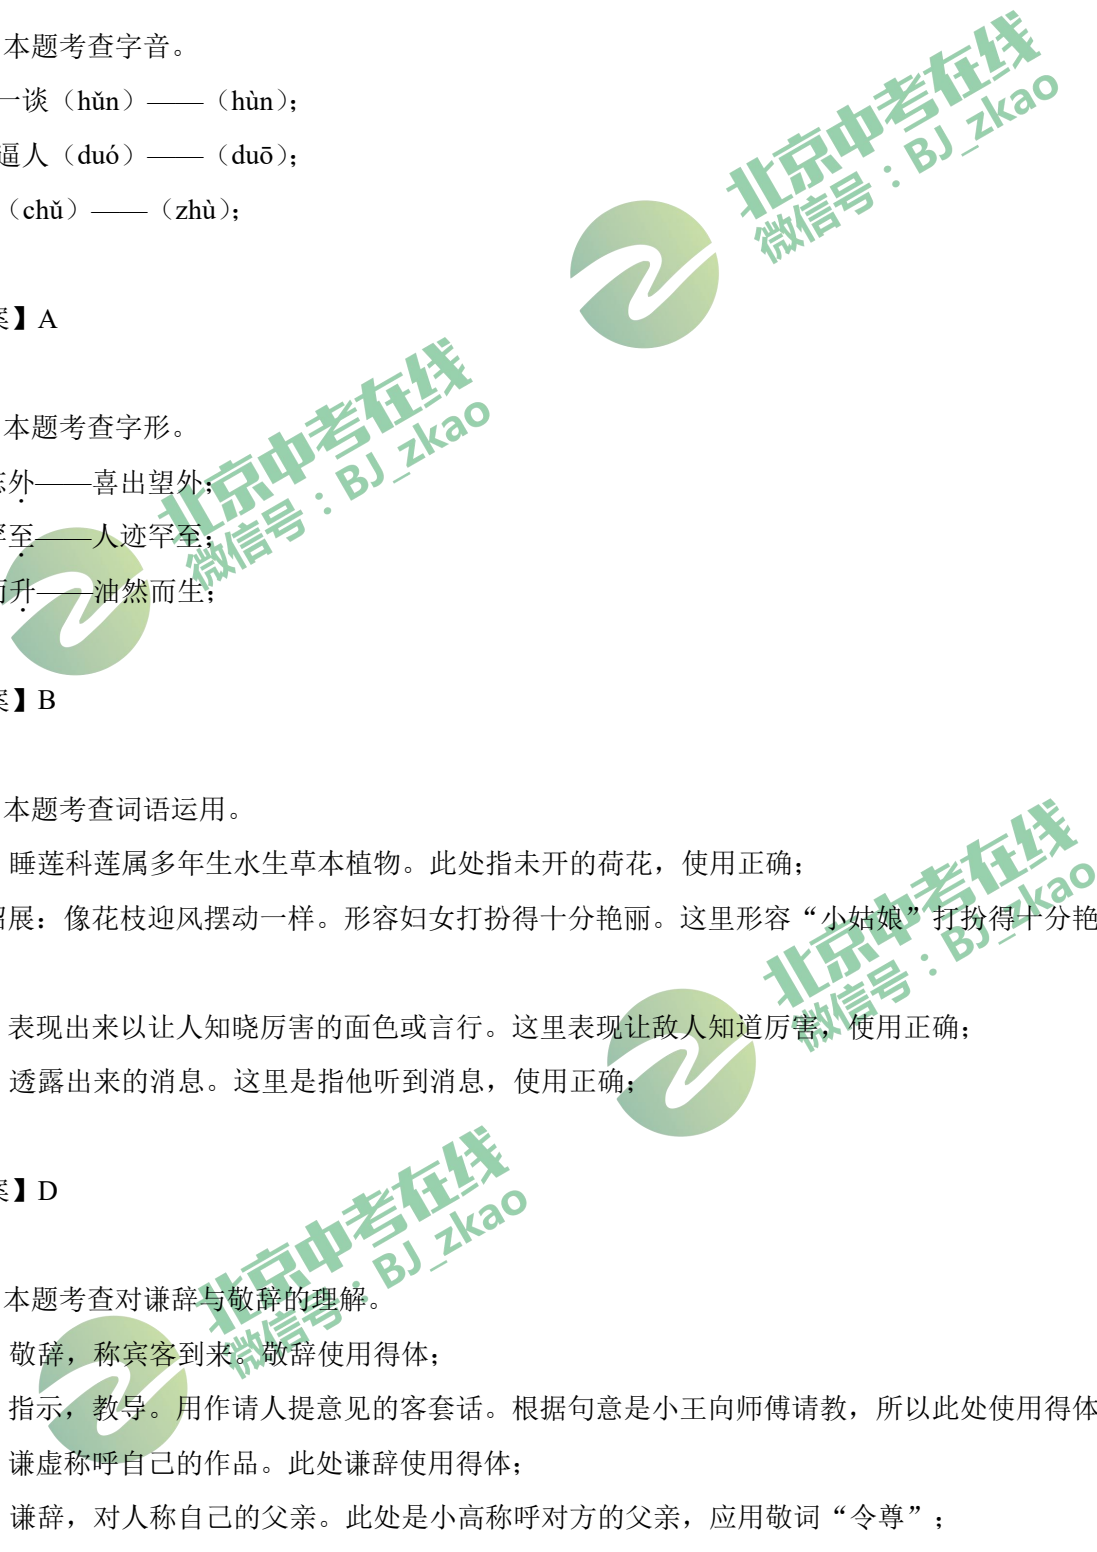 本题考查字音。
一谈（hǔn）——（hùn）；
逼人（duó）——（duō）；
（chǔ）——（zhù）；
】A
本题考查字形。
外——喜出望外；
至——人迹罕至；
升——油然而生；
】B
本题考查词语运用。
睡莲科莲属多年生水生草本植物。此处指未开的荷花，使用正确；
展：像花枝迎风摆动一样。形容妇女打扮得十分艳丽。这里形容“小姑娘”打扮得十分艳
表现出来以让人知晓厉害的面色或言行。这里表现让敌人知道厉害，使用正确；
透露出来的消息。这里是指他听到消息，使用正确；
】D
本题考查对谦辞与敬辞的理解。
敬辞，称宾客到来。敬辞使用得体；
指示，教导。用作请人提意见的客套话。根据句意是小王向师傅请教，所以此处使用得体
谦虚称呼自己的作品。此处谦辞使用得体；
谦辞，对人称自己的父亲。此处是小高称呼对方的父亲，应用敬词“令尊”；
北京中考在线
微信号：BJ_zkao
北京中考在线
微信号：BJ_zkao
北京中考在线
微信号：BJ_zkao
北京中考在线
微信号：BJ_zkao